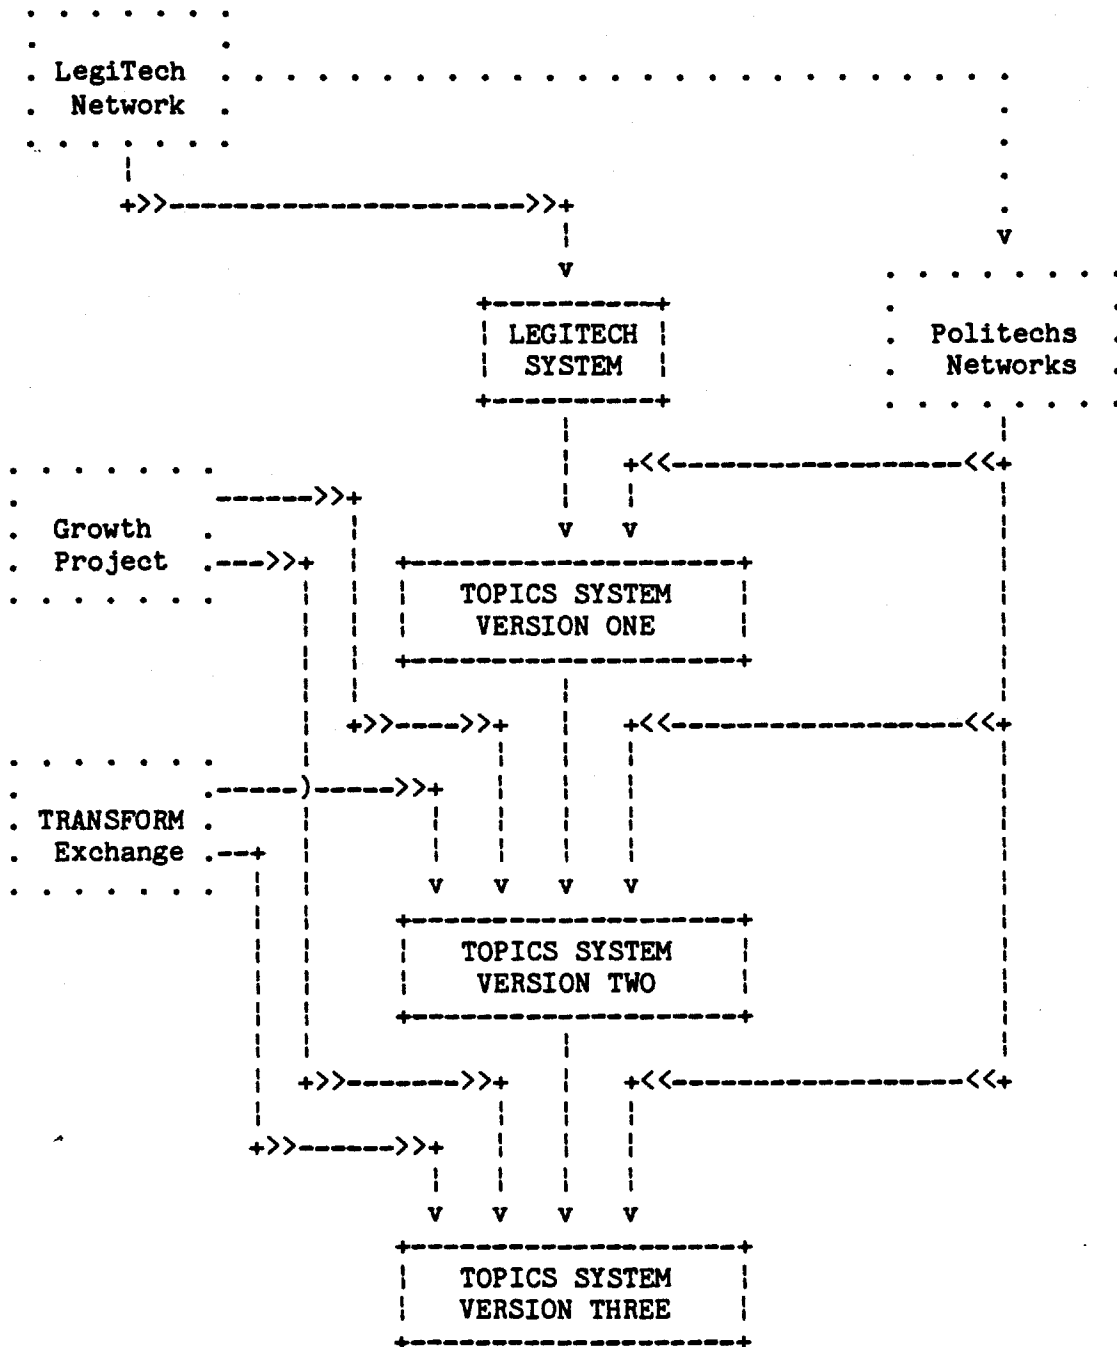 LegiTech
Network
LEGITECH
SYSTEM
Politechs
Networks
Growth
Project
TOPICS SYSTEM
VERSION ONE
TRANSFORM
Exchange
TOPICS SYSTEM
VERSION TWO
TOPICS SYSTEM
VERSION THREE